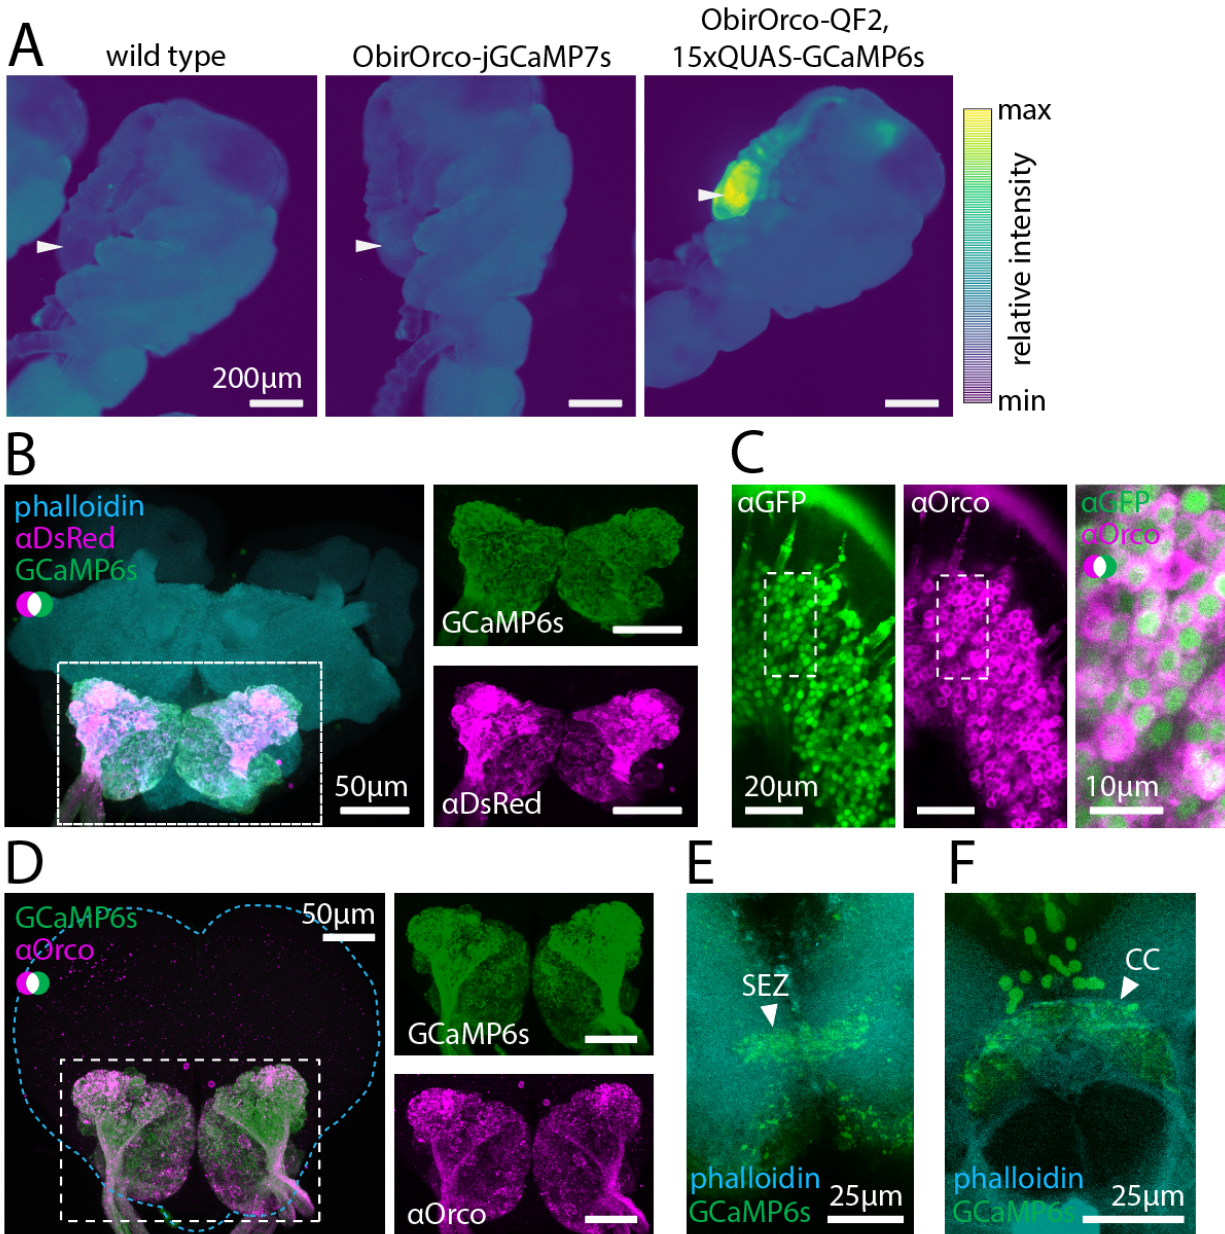 A
wild type
ObirOrco-jGCaMP7s
ObirOrco-QF2,
15xQUAS-GCaMP6s
200µm
max
relative intensity
min
B
phalloidin
αDsRed
GCaMP6s
50µm
GCaMP6s
αDsRed
C
αGFP
20µm
αOrco
αGFP
αOrco
10µm
D
GCaMP6s
αOrco
50µm
GCaMP6s
αOrco
E
SEZ
phalloidin
GCaMP6s
25µm
F
CC
phalloidin
GCaMP6s
25µm